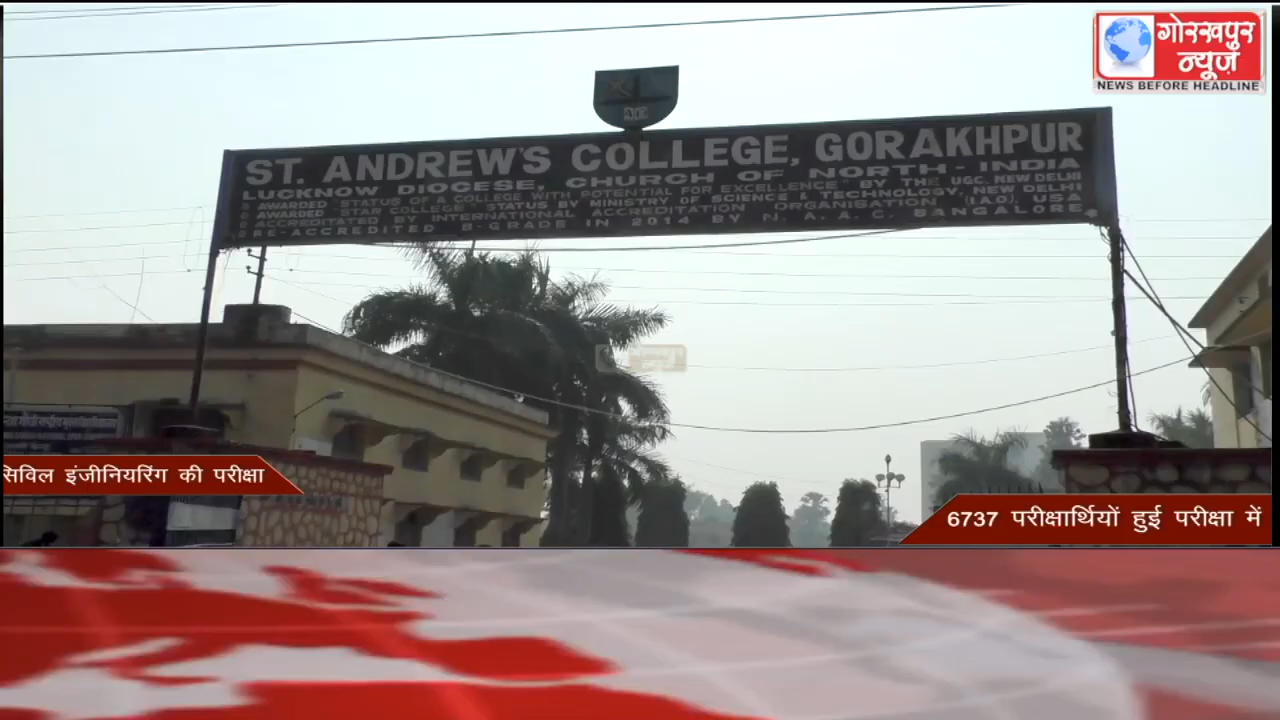 गोरखपुर
न्यूज़
NEWS BEFORE HEADLINE
ST. ANDREW'S COLLEGE, GORAKHPUR
LUCKNOW DIOCESE, CHURCH OF NORTH - INDIA
AWARDED "STATUS OF A COLLEGE WITH POTENTIAL FOR EXCELLENCE" BY THE UGC, NEW DELHI
AWARDED "STAR COLLEGE" STATUS BY MINISTRY OF SCIENCE & TECHNOLOGY, NEW DELHI
ACCREDITATED BY INTERNATIONAL ACCREDITATION ORGANISATION (I.A.O), USA
RE-ACCREDITED B-GRADE IN 2014 BY N. A. A. C. BANGALORE
सिविल इंजीनियरिंग की परीक्षा
6737 परीक्षार्थियों हुई परीक्षा में